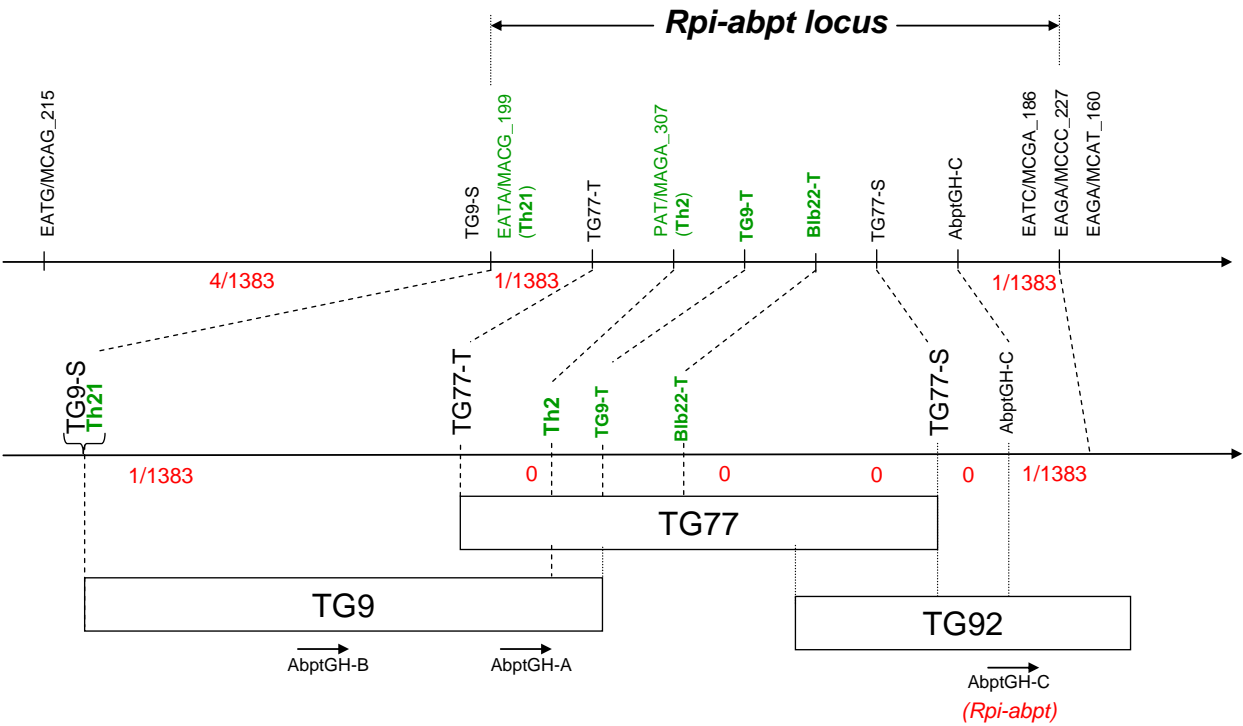 Rpi-abpt locus
EATG/MCAG_215
TG9-S
EATA/MACG_199
(Th21)
TG77-T
PAT/MAGA_307
(Th2)
TG9-T
Blb22-T
TG77-S
AbptGH-C
EATC/MCGA_186
EAGA/MCCC_227
EAGA/MCAT_160
4/1383
1/1383
1/1383
TG9-S
Th21
TG77-T
Th2
TG9-T
Blb22-T
TG77-S
AbptGH-C
1/1383
0
0
0
0
1/1383
TG77
TG9
TG92
AbptGH-B
AbptGH-A
AbptGH-C
(Rpi-abpt)